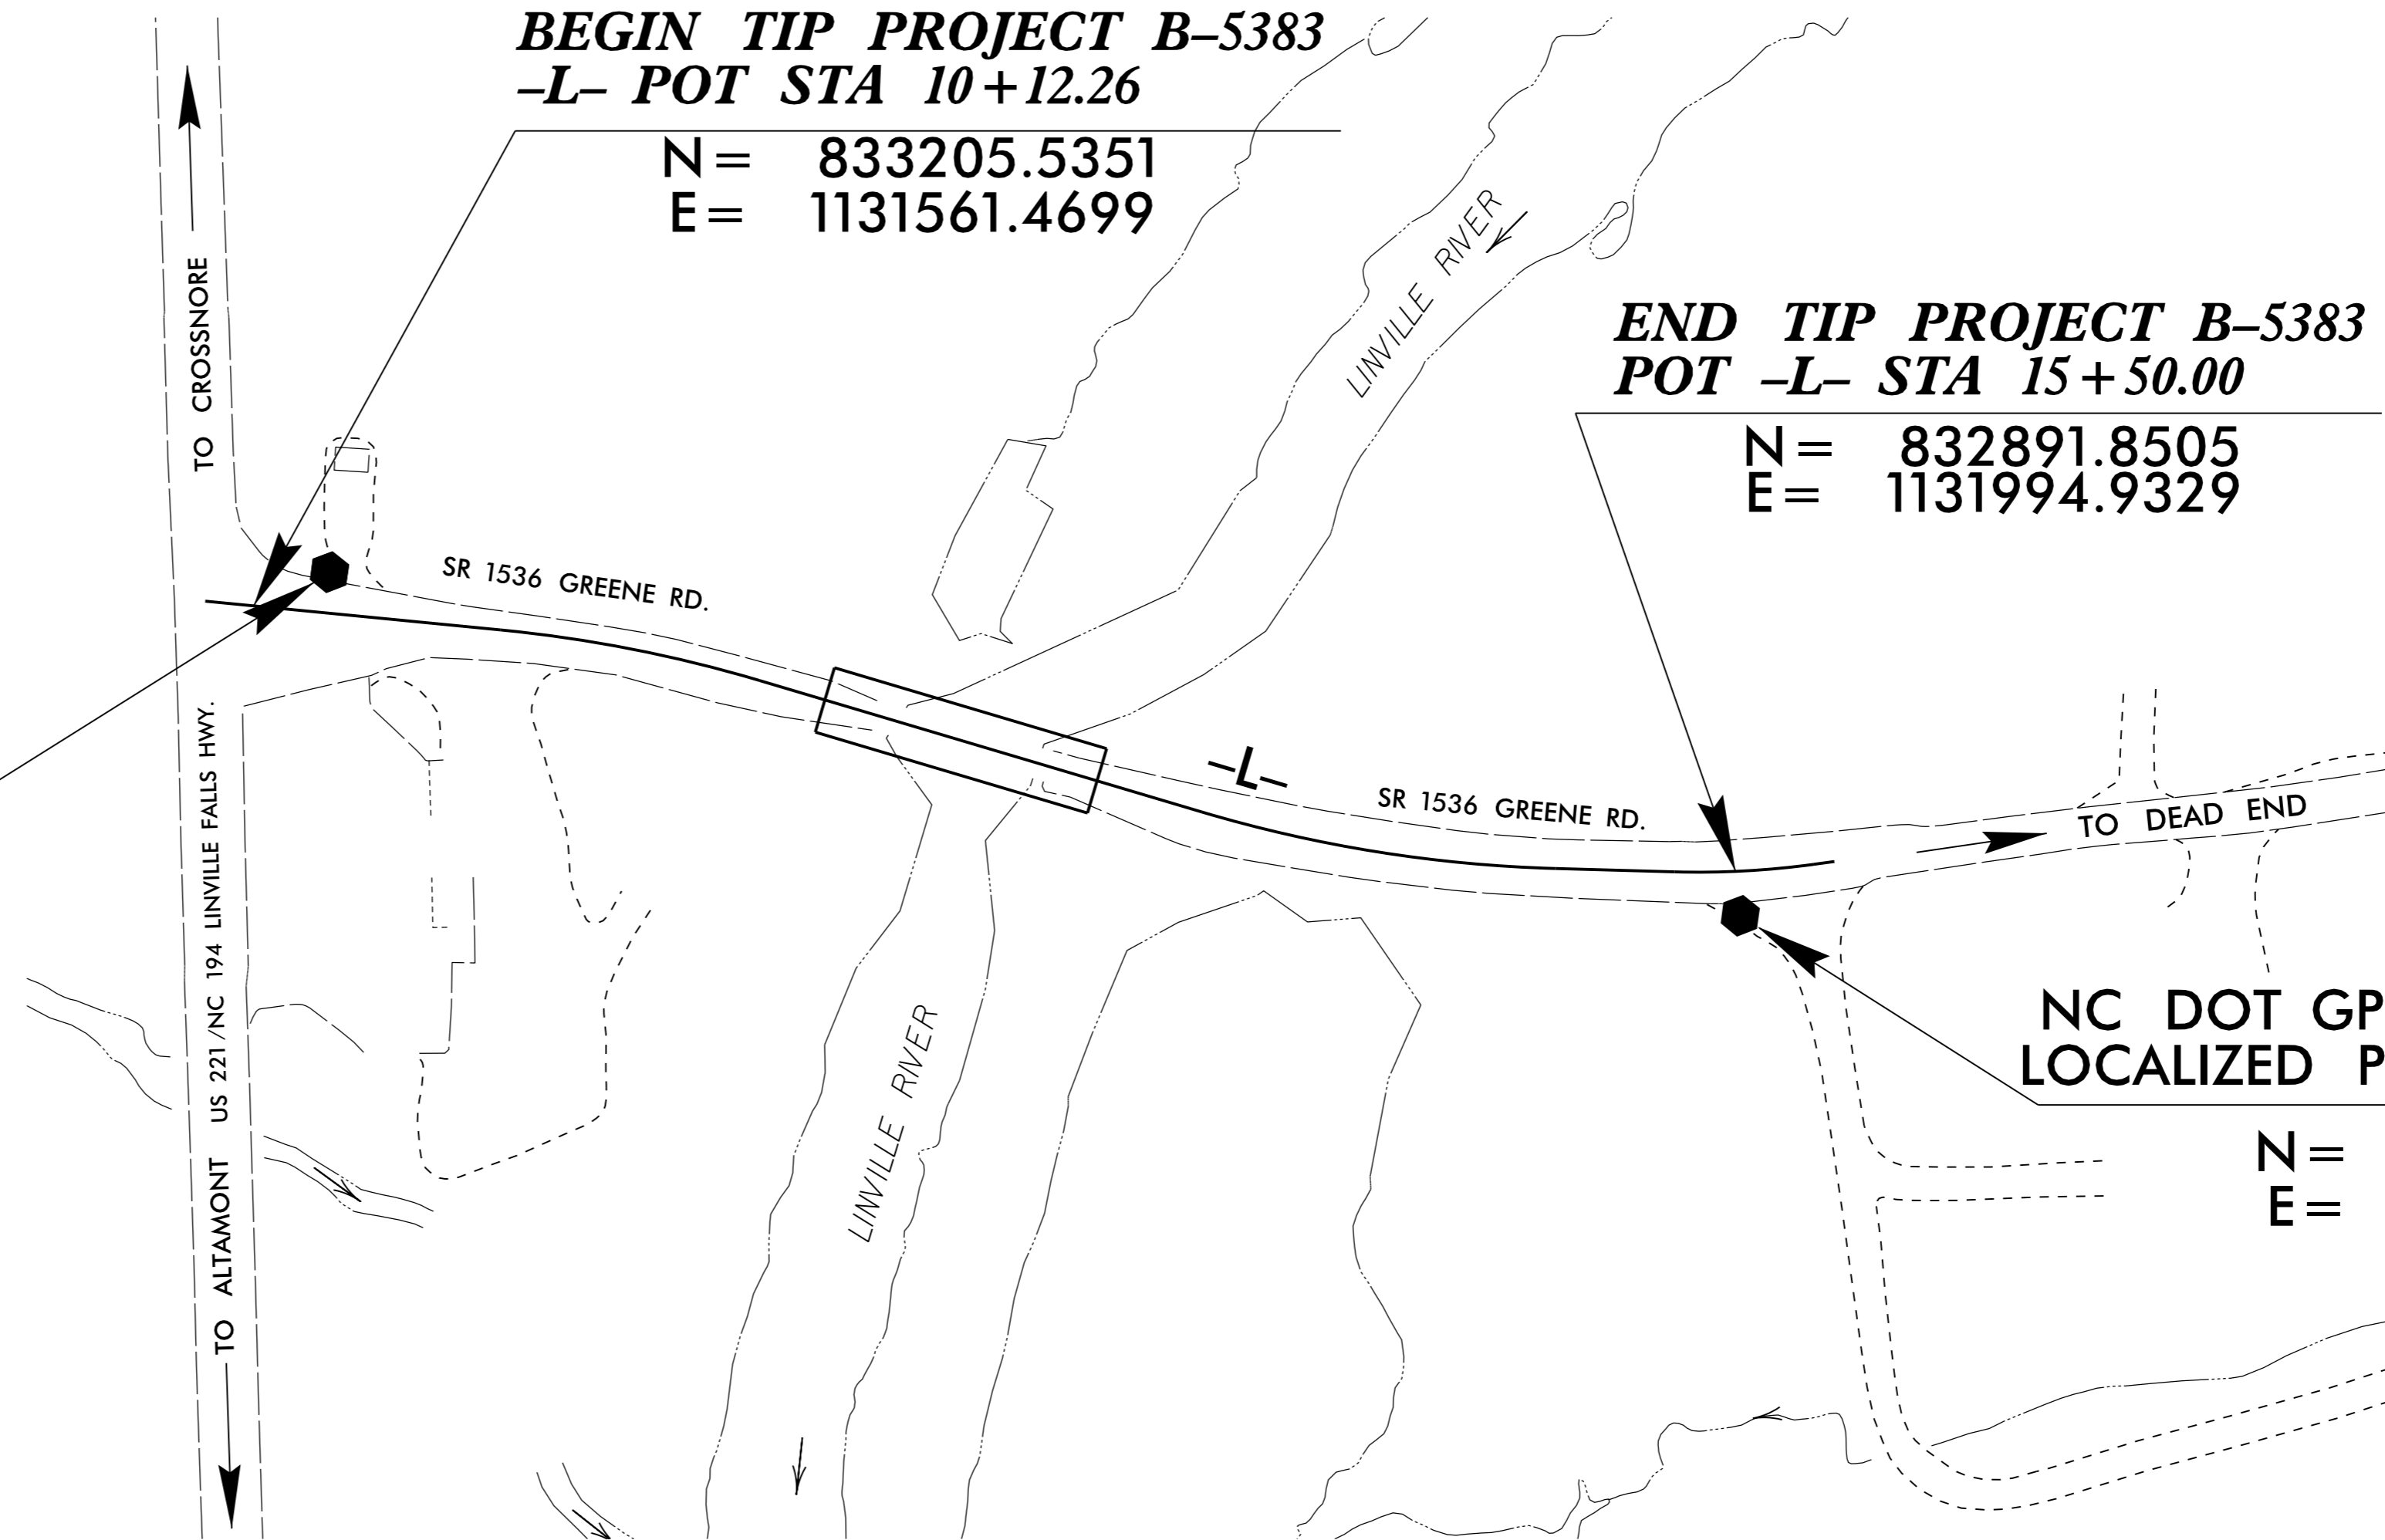 BEGIN TIP PROJECT B–5383
–L– POT STA 10+12.26
N= 833205.5351
E= 1131561.4699
TO CROSSNORE
LINVILLE RIVER
END TIP PROJECT B–5383
POT –L– STA 15+50.00
N= 832891.8505
E= 1131994.9329
SR 1536 GREENE RD.
–L–
SR 1536 GREENE RD.
TO DEAD END
US 221/NC 194 LINVILLE FALLS HWY.
TO ALTAMONT
LINVILLE RIVER
NC DOT GP
LOCALIZED P
N=
E=